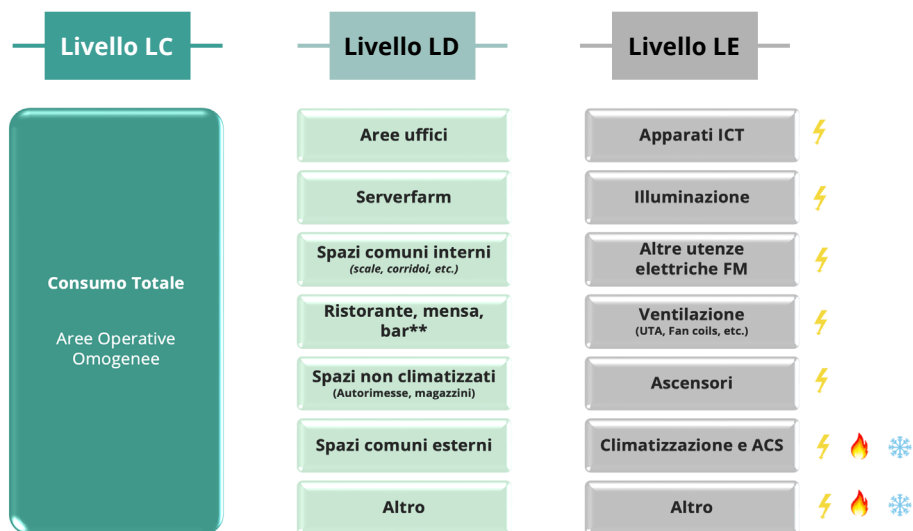 Livello LC
Livello LD
Livello LE
Consumo Totale
Aree Operative
Omogenee
Aree uffici
Serverfarm
Spazi comuni interni
(scale, corridoi, etc.)
Ristorante, mensa,
bar**
Spazi non climatizzati
(Autorimesse, magazzini)
Spazi comuni esterni
Altro
Apparati ICT
Illuminazione
Altre utenze
elettriche FM
Ventilazione
(UTA, Fan coils, etc.)
Ascensori
Climatizzazione e ACS
Altro